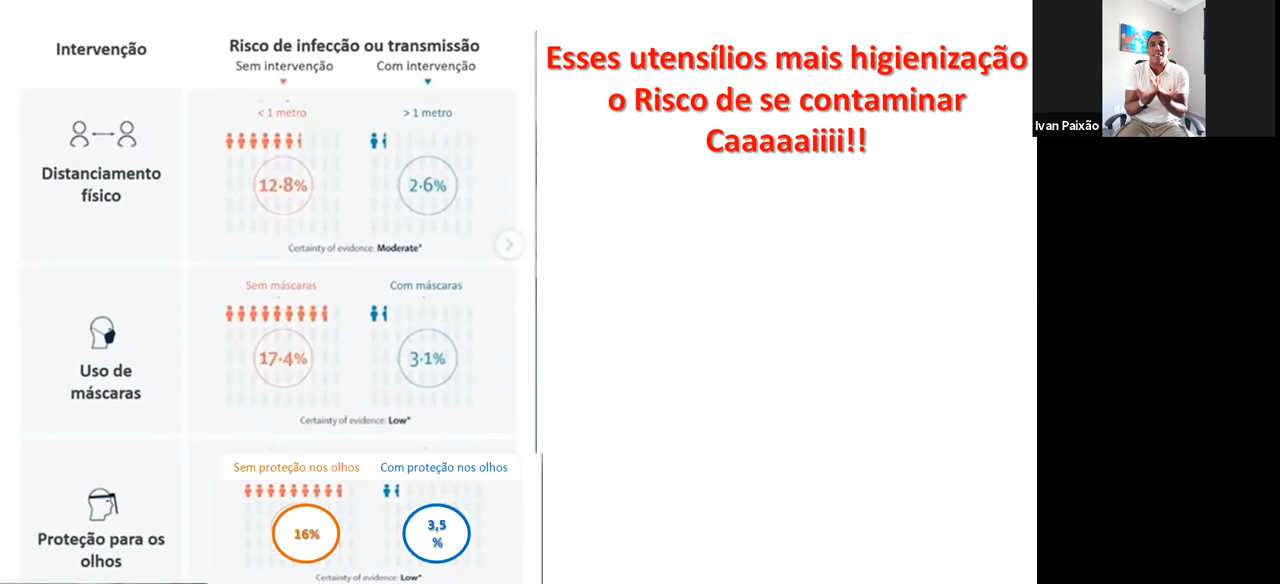 Intervenção
Risco de infecção ou transmissão
Sem intervenção
Com intervenção
< 1 metro
> 1 metro
Distanciamento
físico
12·8%
2·6%
Certainty of evidence: Moderate*
Sem máscaras
Com máscaras
Uso de
máscaras
17·4%
3·1%
Certainty of evidence: Low*
Sem proteção nos olhos
Com proteção nos olhos
Proteção para os
olhos
16%
3,5
%
Certainty of evidence: Low*
Esses utensílios mais higienização
o Risco de se contaminar
Caaaaaiiii!!
Ivan Paixão